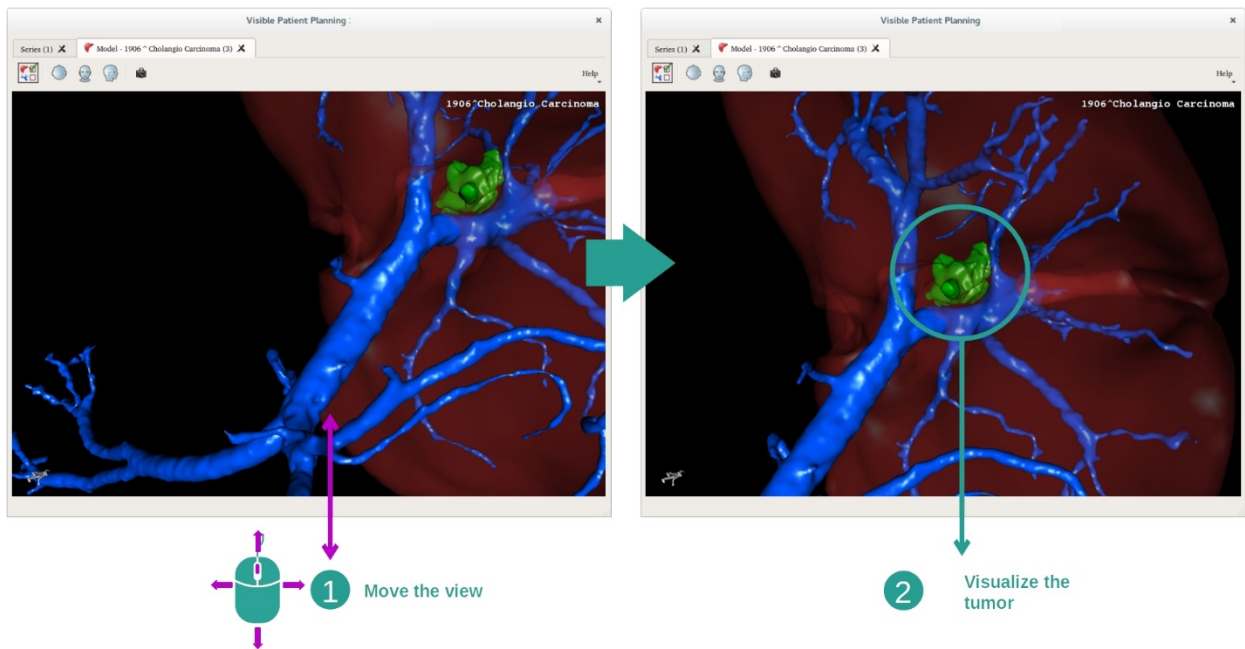 Visible Patient Planning
×
Series (1) X
Model - 1906 ^ Cholangio Carcinoma (3) X
Help
1906^Cholangio Carcinoma
Visible Patient Planning
×
Series (1) X
Model - 1906 ^ Cholangio Carcinoma (3) X
Help
1906^Cholangio Carcinoma
1 Move the view
2 Visualize the
tumor